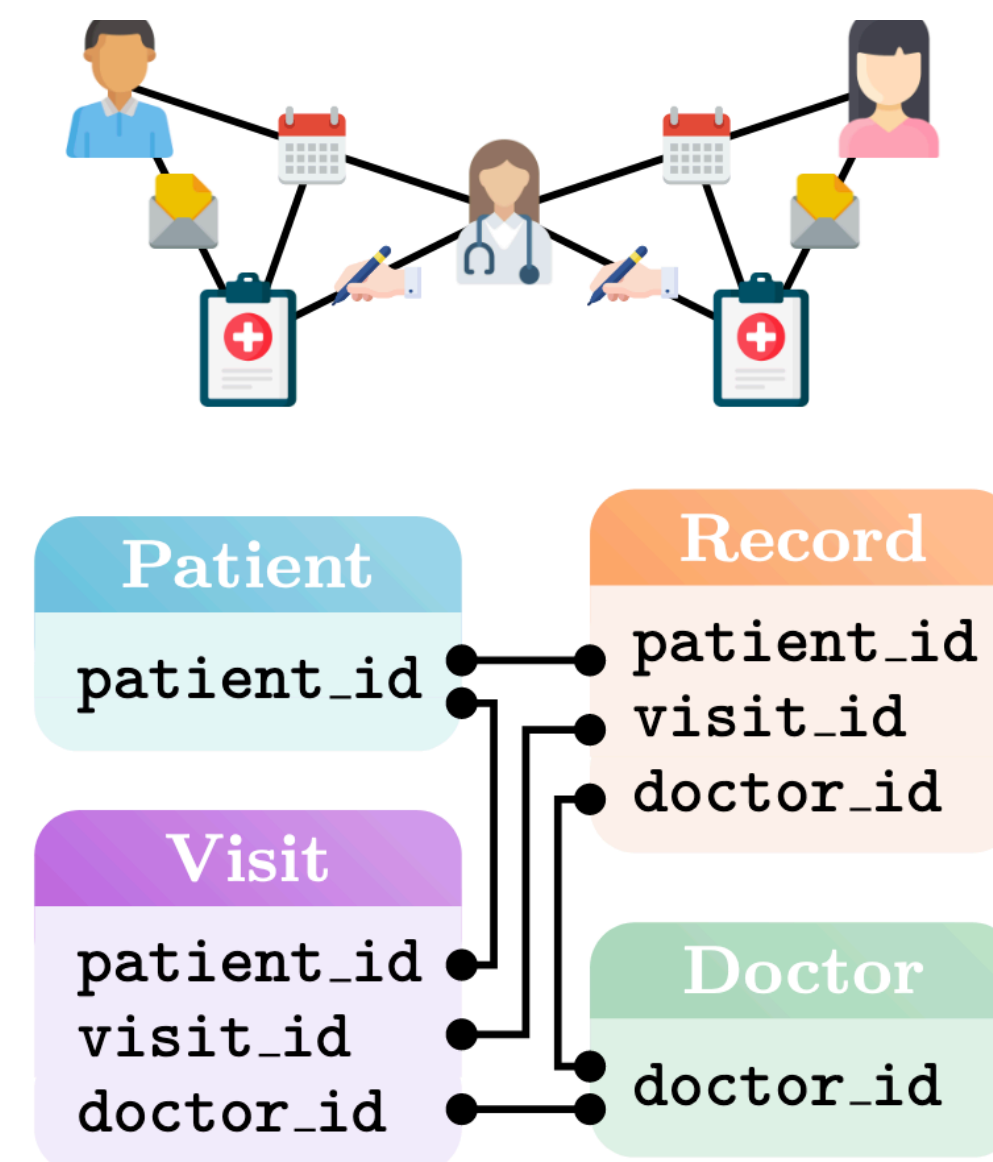 Patient
patient_id
Record
patient_id
visit_id
doctor_id
Visit
patient_id
visit_id
doctor_id
Doctor
doctor_id